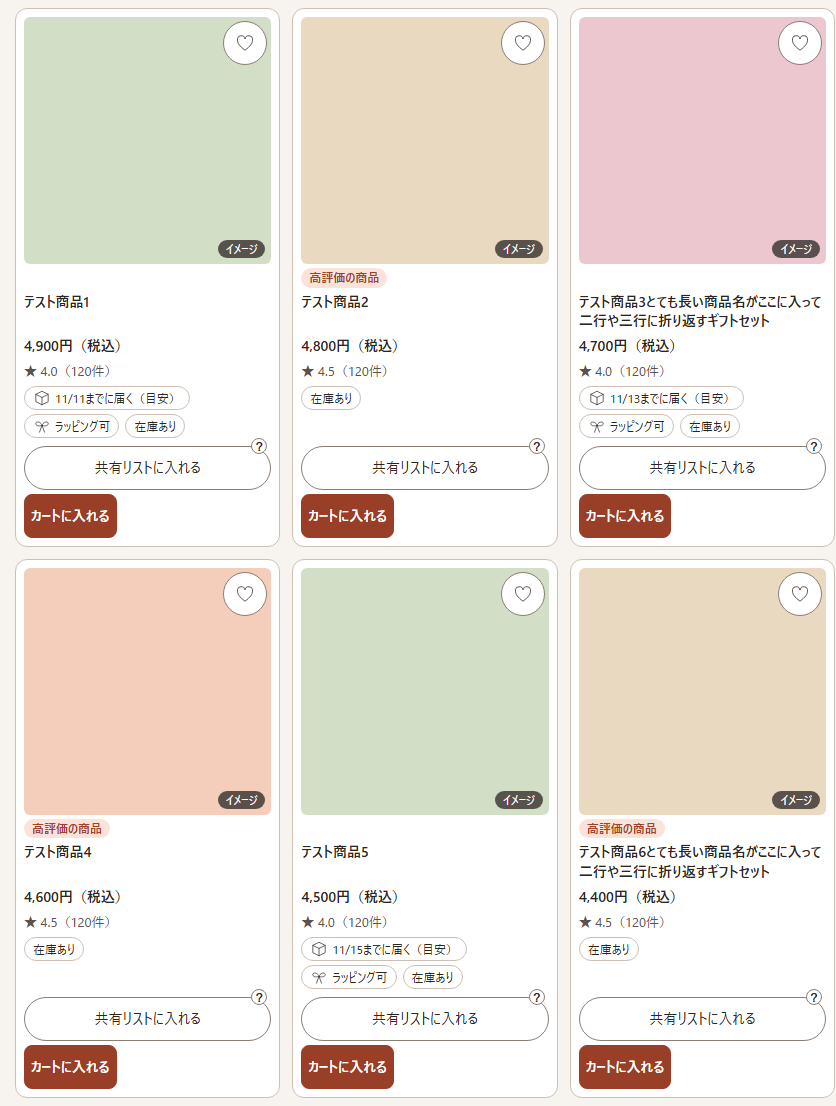 イメージ
イメージ
イメージ
高評価の商品
テスト商品1
テスト商品2
テスト商品3とても長い商品名がここに入って
二行や三行に折り返すギフトセット
4,900円（税込）
4,800円（税込）
4,700円（税込）
★ 4.0（120件）
★ 4.5（120件）
★ 4.0（120件）
11/11までに届く（目安）
在庫あり
11/13までに届く（目安）
ラッピング可 在庫あり
ラッピング可 在庫あり
?
?
?
共有リストに入れる
共有リストに入れる
共有リストに入れる
カートに入れる
カートに入れる
カートに入れる
イメージ
イメージ
イメージ
高評価の商品
高評価の商品
テスト商品4
テスト商品5
テスト商品6とても長い商品名がここに入って
二行や三行に折り返すギフトセット
4,600円（税込）
4,500円（税込）
4,400円（税込）
★ 4.5（120件）
★ 4.0（120件）
★ 4.5（120件）
在庫あり
11/15までに届く（目安）
在庫あり
ラッピング可 在庫あり
?
?
?
共有リストに入れる
共有リストに入れる
共有リストに入れる
カートに入れる
カートに入れる
カートに入れる